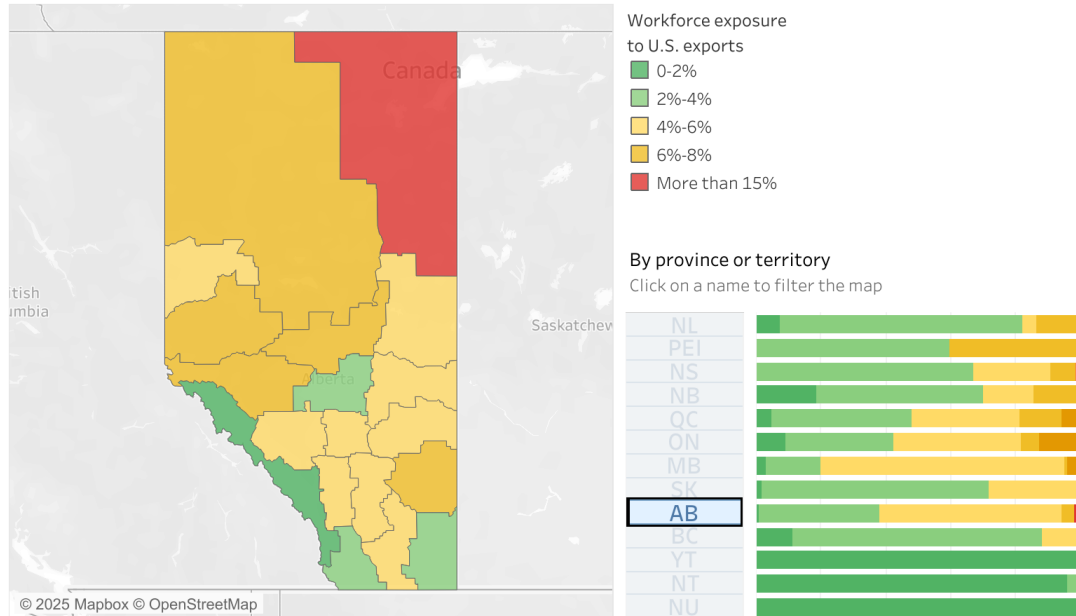 Canada
itish
umbia
Saskatchew
Alberta
© 2025 Mapbox © OpenStreetMap
Workforce exposure
to U.S. exports
0-2%
2%-4%
4%-6%
6%-8%
More than 15%
By province or territory
Click on a name to filter the map
NL
PEI
NS
NB
QC
ON
MB
SK
AB
BC
YT
NT
NU